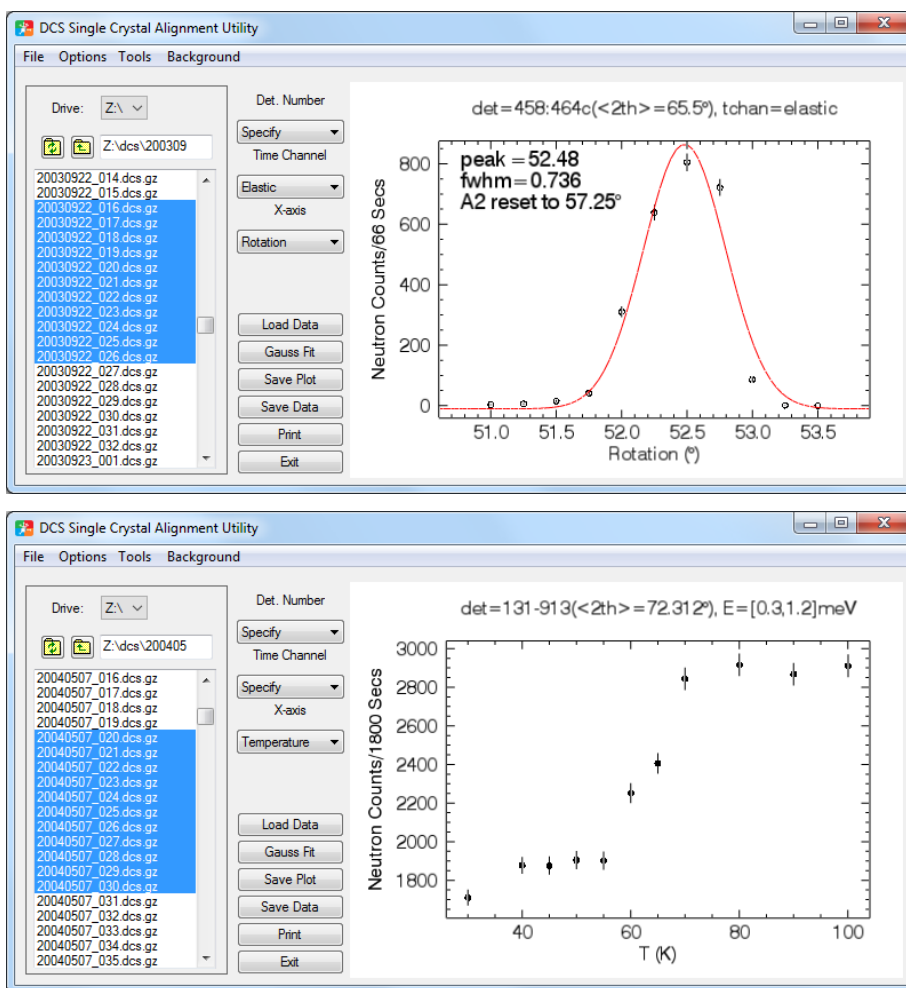 DCS Single Crystal Alignment Utility
File Options Tools Background
Drive: Z:\
Z:\dcs\200309
20030922_014.dcs.gz
20030922_015.dcs.gz
20030922_016.dcs.gz
20030922_017.dcs.gz
20030922_018.dcs.gz
20030922_019.dcs.gz
20030922_020.dcs.gz
20030922_021.dcs.gz
20030922_022.dcs.gz
20030922_023.dcs.gz
20030922_024.dcs.gz
20030922_025.dcs.gz
20030922_026.dcs.gz
20030922_027.dcs.gz
20030922_028.dcs.gz
20030922_029.dcs.gz
20030922_030.dcs.gz
20030922_031.dcs.gz
20030922_032.dcs.gz
20030923_001.dcs.gz
Det. Number
Specify
Time Channel
Elastic
X-axis
Rotation
Load Data
Gauss Fit
Save Plot
Save Data
Print
Exit
det=458:464c(<2th>=65.5°), tchan=elastic
peak = 52.48
fwhm = 0.736
A2 reset to 57.25°
Neutron Counts/66 Secs
800
600
400
200
0
51.0 51.5 52.0 52.5 53.0 53.5
Rotation (°)
DCS Single Crystal Alignment Utility
File Options Tools Background
Drive: Z:\
Z:\dcs\200405
20040507_016.dcs.gz
20040507_017.dcs.gz
20040507_018.dcs.gz
20040507_019.dcs.gz
20040507_020.dcs.gz
20040507_021.dcs.gz
20040507_022.dcs.gz
20040507_023.dcs.gz
20040507_024.dcs.gz
20040507_025.dcs.gz
20040507_026.dcs.gz
20040507_027.dcs.gz
20040507_028.dcs.gz
20040507_029.dcs.gz
20040507_030.dcs.gz
20040507_031.dcs.gz
20040507_032.dcs.gz
20040507_033.dcs.gz
20040507_034.dcs.gz
20040507_035.dcs.gz
Det. Number
Specify
Time Channel
Specify
X-axis
Temperature
Load Data
Gauss Fit
Save Plot
Save Data
Print
Exit
det=131-913(<2th>=72.312°), E=[0.3,1.2]meV
Neutron Counts/1800 Secs
3000
2800
2600
2400
2200
2000
1800
40 60 80 100
T (K)